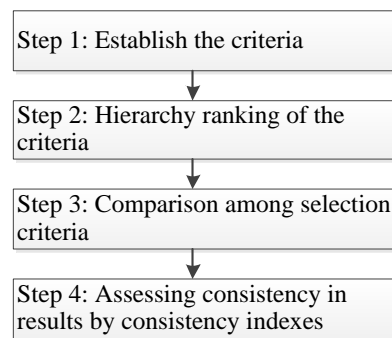 Step 1: Establish the criteria
Step 2: Hierarchy ranking of the
criteria
Step 3: Comparison among selection
criteria
Step 4: Assessing consistency in
results by consistency indexes